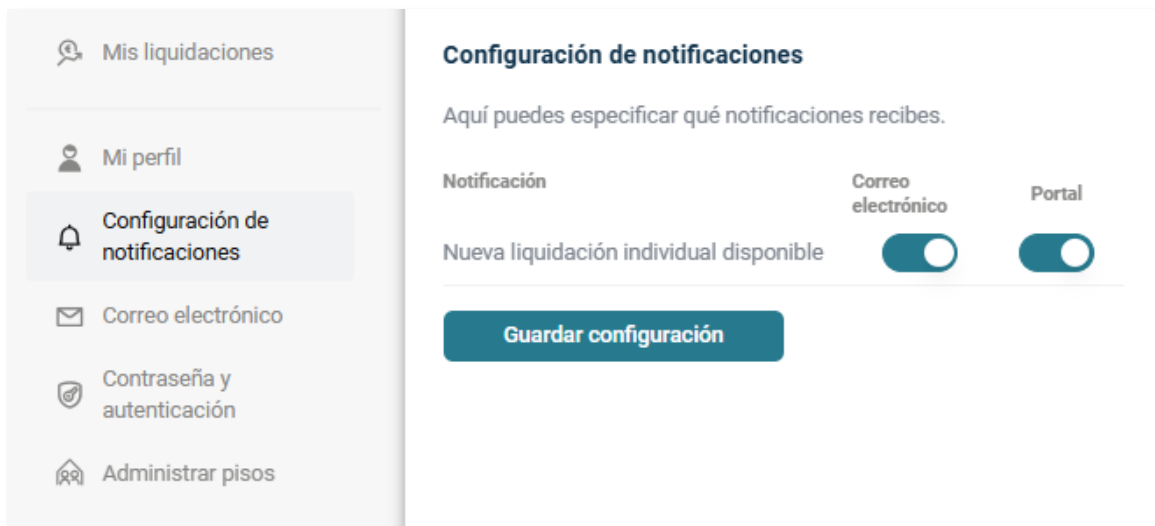 Mis liquidaciones
Mi perfil
Configuración de
notificaciones
Correo electrónico
Contraseña y
autenticación
Administrar pisos
Configuración de notificaciones
Aquí puedes especificar qué notificaciones recibes.
Notificación
Correo
electrónico
Portal
Nueva liquidación individual disponible
Guardar configuración